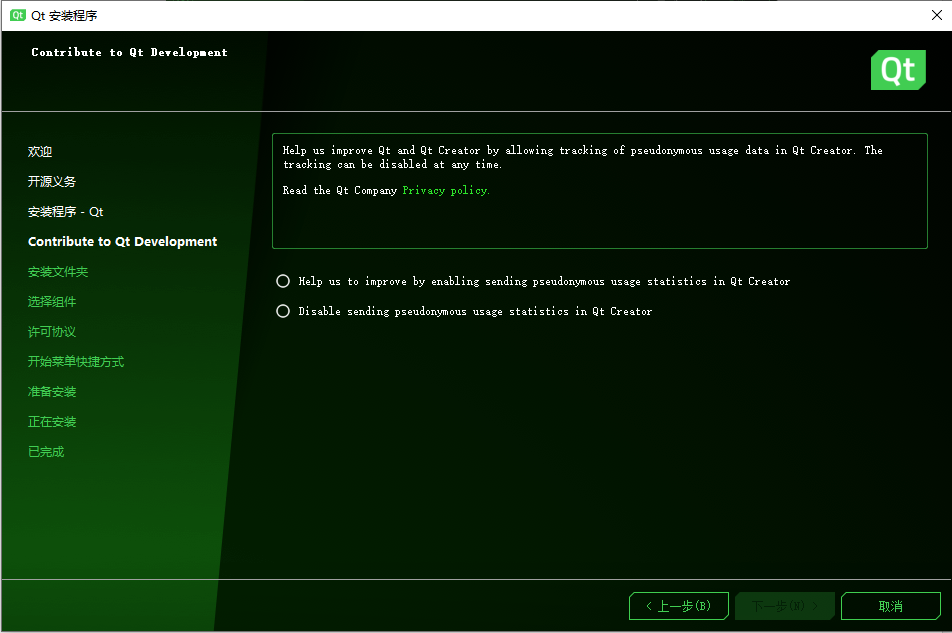 Qt Qt 安装程序
Contribute to Qt Development
Qt
欢迎
开源义务
安装程序 - Qt
Contribute to Qt Development
安装文件夹
选择组件
许可协议
开始菜单快捷方式
准备安装
正在安装
已完成
Help us improve Qt and Qt Creator by allowing tracking of pseudonymous usage data in Qt Creator. The
tracking can be disabled at any time.
Read the Qt Company Privacy policy.
Help us to improve by enabling sending pseudonymous usage statistics in Qt Creator
Disable sending pseudonymous usage statistics in Qt Creator
< 上一步(B) 下一步(N) > 取消